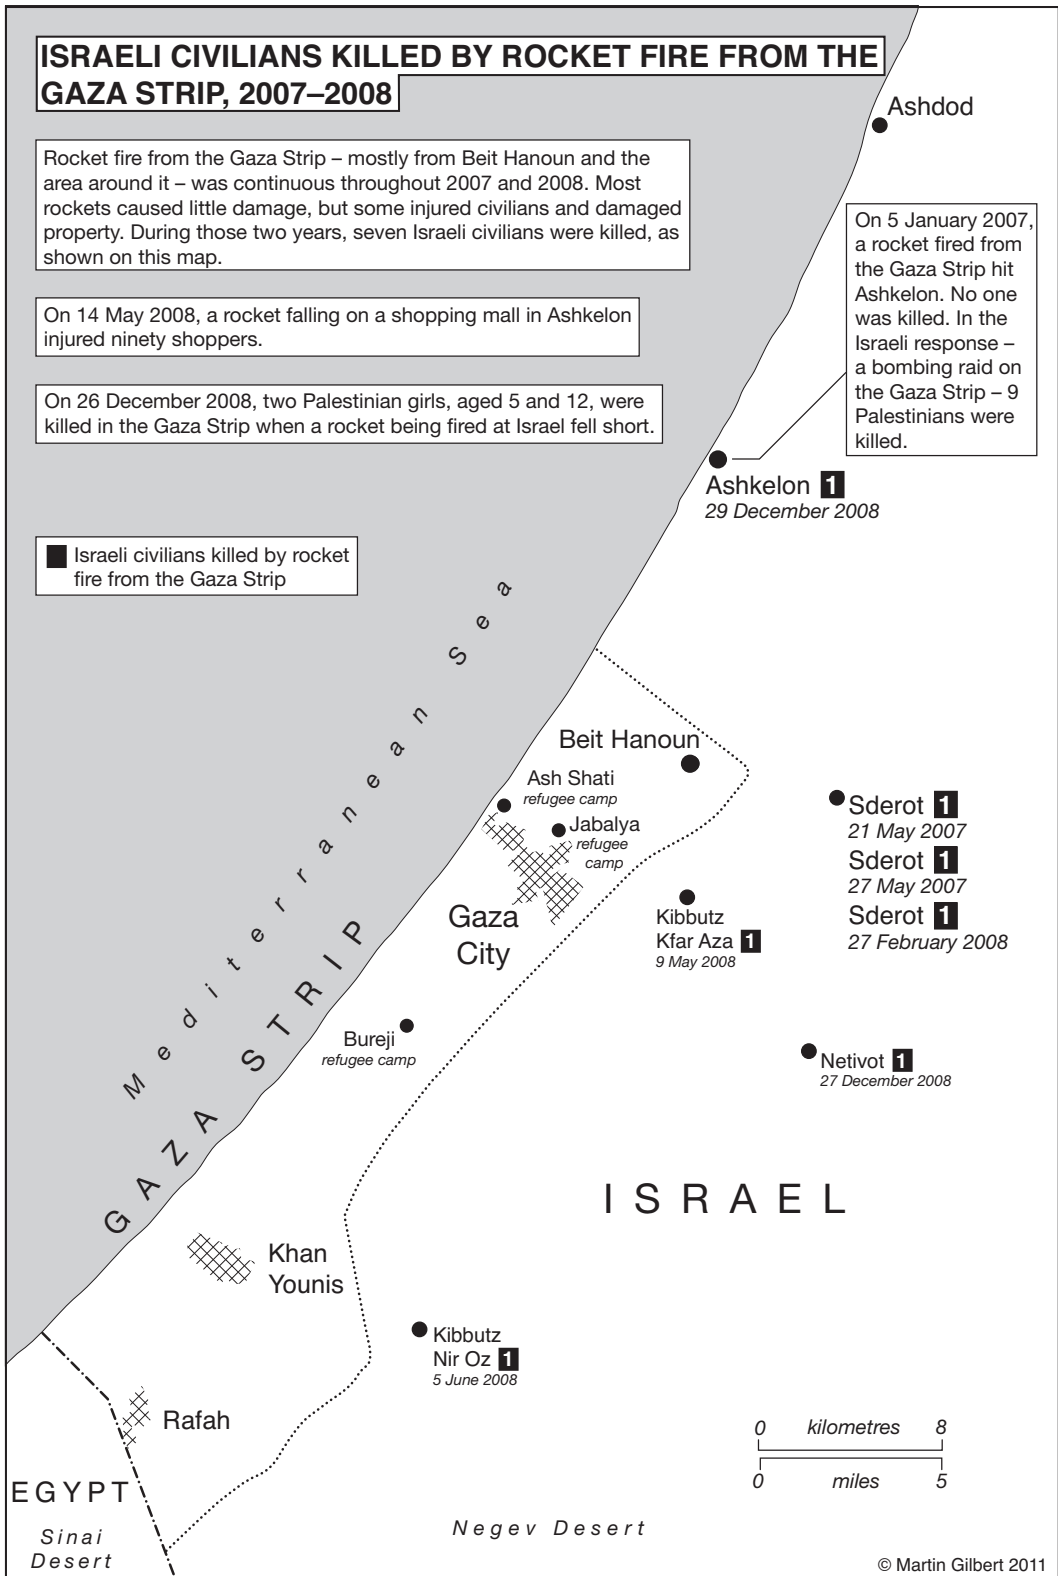 ISRAELI CIVILIANS KILLED BY ROCKET FIRE FROM THE
GAZA STRIP, 2007–2008
Rocket fire from the Gaza Strip – mostly from Beit Hanoun and the
area around it – was continuous throughout 2007 and 2008. Most
rockets caused little damage, but some injured civilians and damaged
property. During those two years, seven Israeli civilians were killed, as
shown on this map.
On 14 May 2008, a rocket falling on a shopping mall in Ashkelon
injured ninety shoppers.
On 26 December 2008, two Palestinian girls, aged 5 and 12, were
killed in the Gaza Strip when a rocket being fired at Israel fell short.
Israeli civilians killed by rocket
fire from the Gaza Strip
Ashdod
On 5 January 2007,
a rocket fired from
the Gaza Strip hit
Ashkelon. No one
was killed. In the
Israeli response –
a bombing raid on
the Gaza Strip – 9
Palestinians were
killed.
Ashkelon 1
29 December 2008
Mediterranean Sea
GAZA STRIP
Beit Hanoun
Ash Shati
refugee camp
Jabalya
refugee
camp
Gaza
City
Sderot 1
21 May 2007
Sderot 1
27 May 2007
Sderot 1
27 February 2008
Kibbutz
Kfar Aza 1
9 May 2008
Bureji
refugee camp
Netivot 1
27 December 2008
ISRAEL
Khan
Younis
Kibbutz
Nir Oz 1
5 June 2008
Rafah
0 kilometres 8
0 miles 5
EGYPT
Sinai
Desert
Negev Desert
© Martin Gilbert 2011